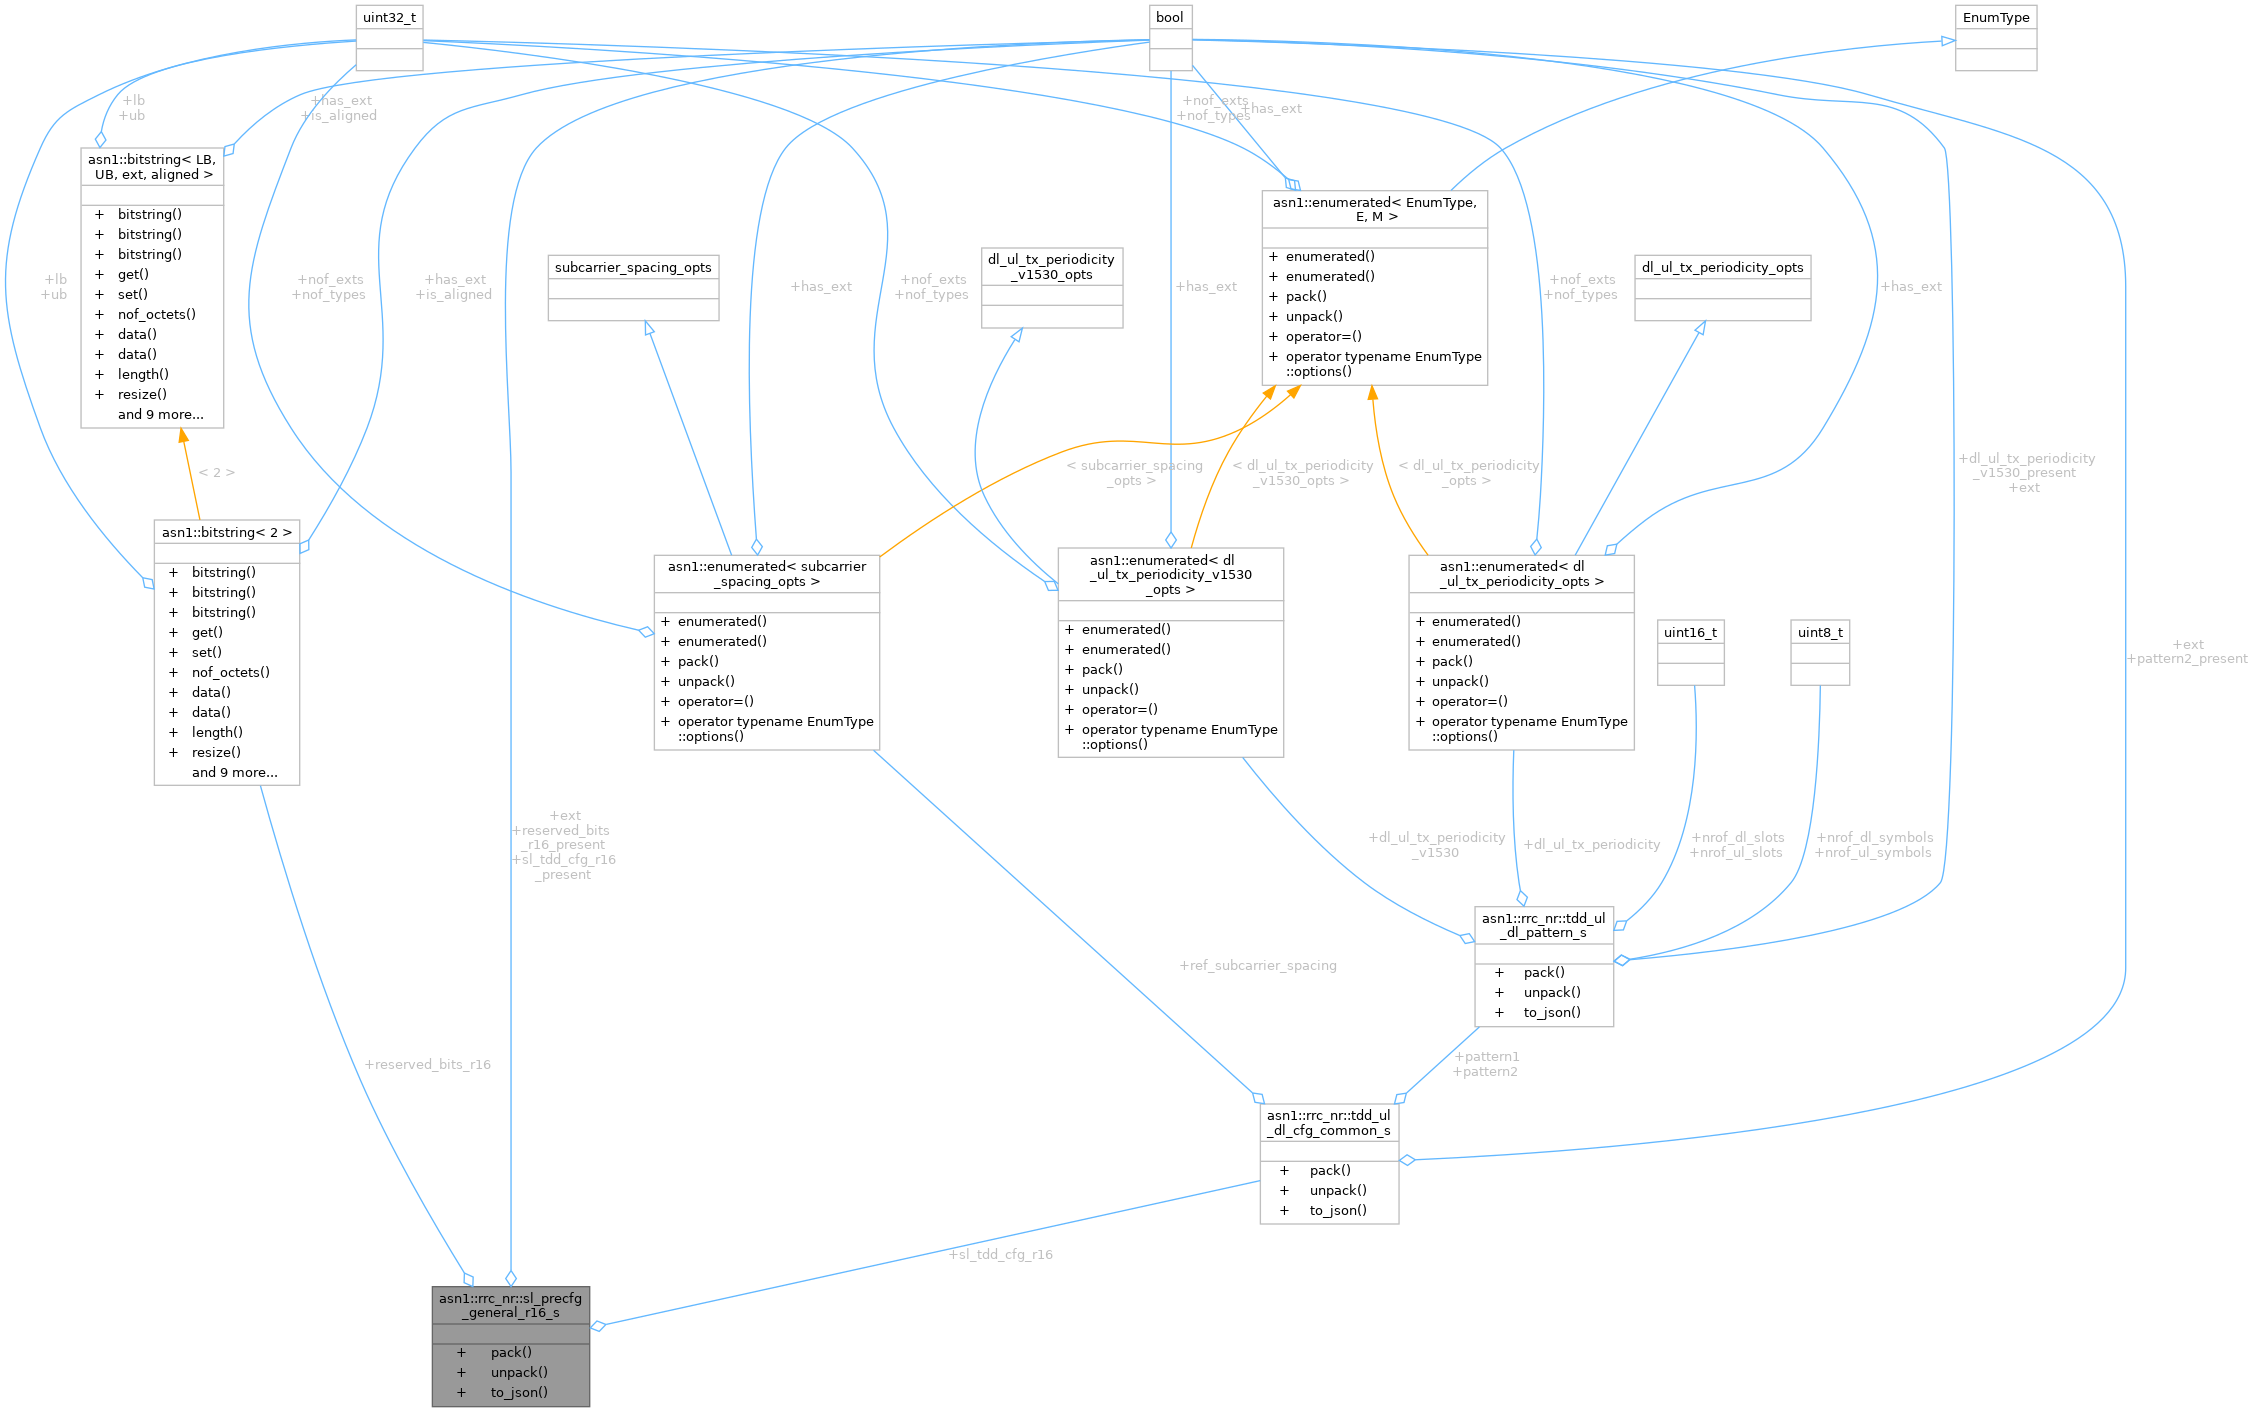 uint32_t
bool
EnumType
+lb
+ub
+has_ext
+is_aligned
+nof_exts
+nof_types
+has_ext
asn1::bitstring< LB,
UB, ext, aligned >
+ bitstring()
+ bitstring()
+ bitstring()
+ get()
+ set()
+ nof_octets()
+ data()
+ data()
+ length()
+ resize()
and 9 more...
asn1::enumerated< EnumType,
E, M >
+ enumerated()
+ enumerated()
+ pack()
+ unpack()
+ operator=()
+ operator typename EnumType
::options()
+lb
+ub
+nof_exts
+nof_types
+has_ext
+is_aligned
subcarrier_spacing_opts
+has_ext
+nof_exts
+nof_types
dl_ul_tx_periodicity
_v1530_opts
+has_ext
+nof_exts
+nof_types
dl_ul_tx_periodicity_opts
+has_ext
< 2 >
< subcarrier_spacing
_opts >
< dl_ul_tx_periodicity
_v1530_opts >
< dl_ul_tx_periodicity
_opts >
+dl_ul_tx_periodicity
_v1530_present
+ext
asn1::bitstring< 2 >
+ bitstring()
+ bitstring()
+ bitstring()
+ get()
+ set()
+ nof_octets()
+ data()
+ data()
+ length()
+ resize()
and 9 more...
asn1::enumerated< subcarrier
_spacing_opts >
+ enumerated()
+ enumerated()
+ pack()
+ unpack()
+ operator=()
+ operator typename EnumType
::options()
asn1::enumerated< dl
_ul_tx_periodicity_v1530
_opts >
+ enumerated()
+ enumerated()
+ pack()
+ unpack()
+ operator=()
+ operator typename EnumType
::options()
asn1::enumerated< dl
_ul_tx_periodicity_opts >
+ enumerated()
+ enumerated()
+ pack()
+ unpack()
+ operator=()
+ operator typename EnumType
::options()
uint16_t
uint8_t
+ext
+pattern2_present
+ext
+reserved_bits
_r16_present
+sl_tdd_cfg_r16
_present
+dl_ul_tx_periodicity
_v1530
+dl_ul_tx_periodicity
+nrof_dl_slots
+nrof_ul_slots
+nrof_dl_symbols
+nrof_ul_symbols
asn1::rrc_nr::tdd_ul
_dl_pattern_s
+ pack()
+ unpack()
+ to_json()
+ref_subcarrier_spacing
+reserved_bits_r16
+pattern1
+pattern2
asn1::rrc_nr::tdd_ul
_dl_cfg_common_s
+ pack()
+ unpack()
+ to_json()
+sl_tdd_cfg_r16
asn1::rrc_nr::sl_precfg
_general_r16_s
+ pack()
+ unpack()
+ to_json()